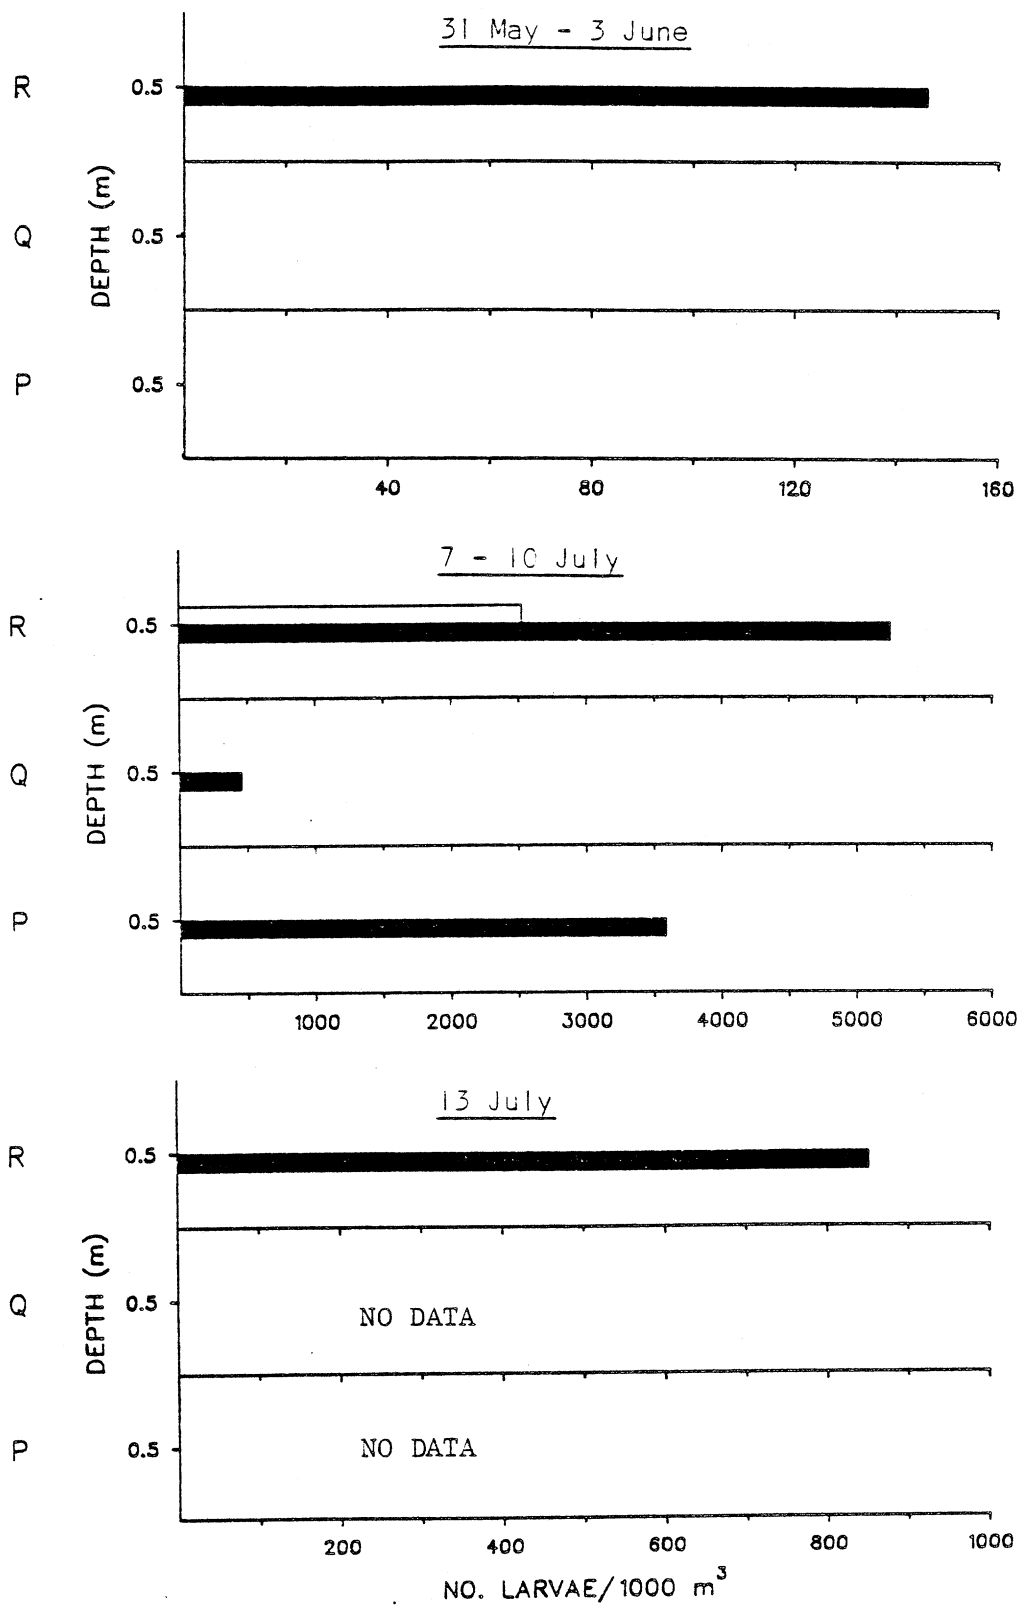 31 May - 3 June
R 0.5
DEPTH (m)
Q 0.5
P 0.5
40 80 120 160
7 - 10 July
R 0.5
DEPTH (m)
Q 0.5
P 0.5
1000 2000 3000 4000 5000 6000
13 July
R 0.5
DEPTH (m)
Q 0.5 NO DATA
P 0.5 NO DATA
200 400 600 800 1000
NO. LARVAE/1000 m³